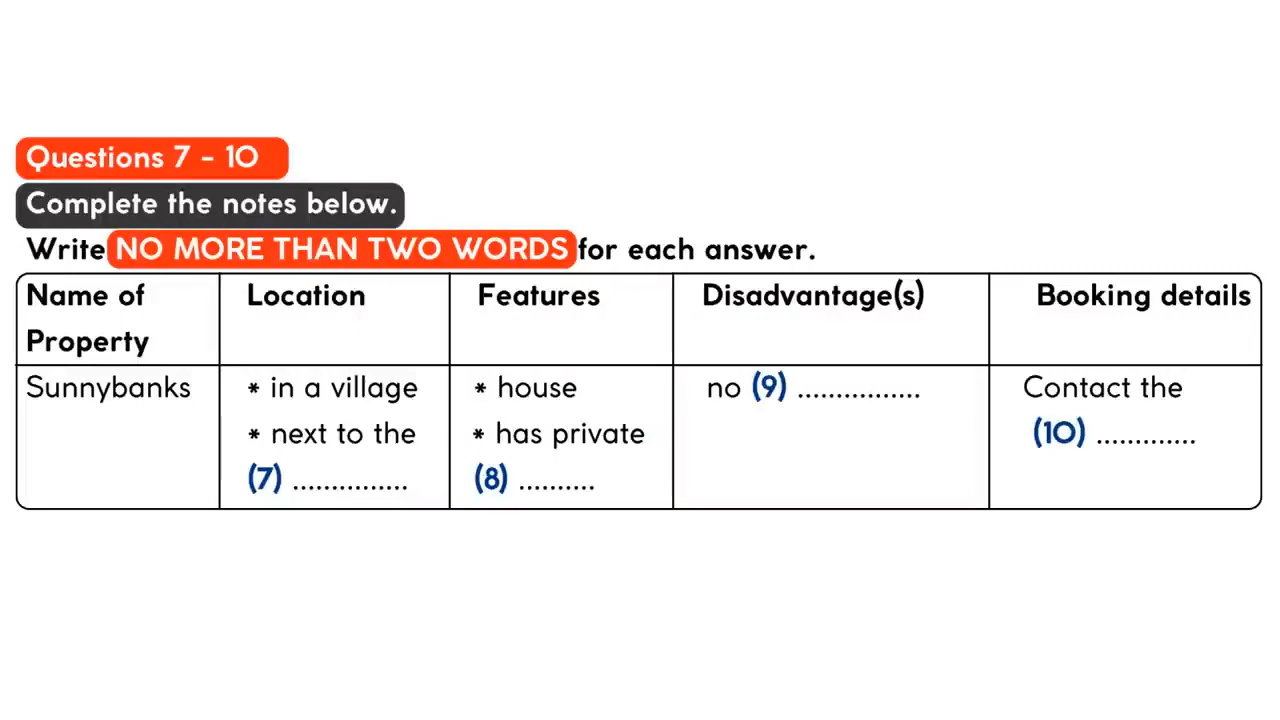 Questions 7 - 10
Complete the notes below.
Write NO MORE THAN TWO WORDS for each answer.
Name of Property
Location
Features
Disadvantage(s)
Booking details
Sunnybanks
* in a village
* next to the
(7) ...............
* house
* has private
(8) ..........
no (9) ................
Contact the
(10) .............